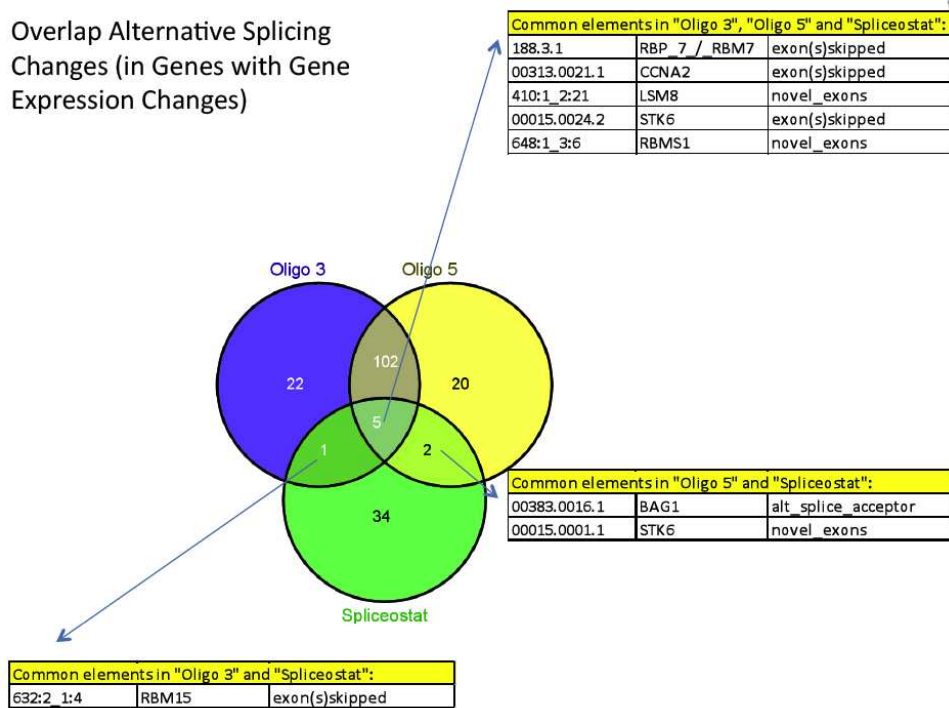 Overlap Alternative Splicing
Changes (in Genes with Gene
Expression Changes)
Common elements in "Oligo 3", "Oligo 5" and "Spliceostat":
188.3.1 RBP_7_/_RBM7 exon(s)skipped
00313.0021.1 CCNA2 exon(s)skipped
410:1_2:21 LSM8 novel_exons
00015.0024.2 STK6 exon(s)skipped
648:1_3:6 RBMS1 novel_exons
Oligo 3 Oligo 5
102
22 20
5
1 2
34
Spliceostat
Common elements in "Oligo 5" and "Spliceostat":
00383.0016.1 BAG1 alt_splice_acceptor
00015.0001.1 STK6 novel_exons
Common elements in "Oligo 3" and "Spliceostat":
632:2_1:4 RBM15 exon(s)skipped